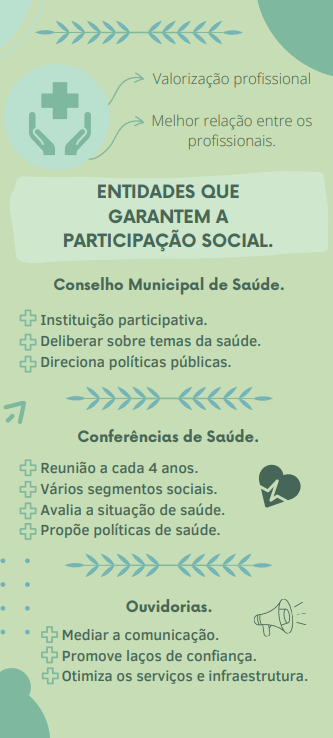 Valorização profissional
Melhor relação entre os
profissionais.
ENTIDADES QUE
GARANTEM A
PARTICIPAÇÃO SOCIAL.
Conselho Municipal de Saúde.
Instituição participativa.
Deliberar sobre temas da saúde.
Direciona políticas públicas.
Conferências de Saúde.
Reunião a cada 4 anos.
Vários segmentos sociais.
Avalia a situação de saúde.
Propõe políticas de saúde.
Ouvidorias.
Mediar a comunicação.
Promove laços de confiança.
Otimiza os serviços e infraestrutura.